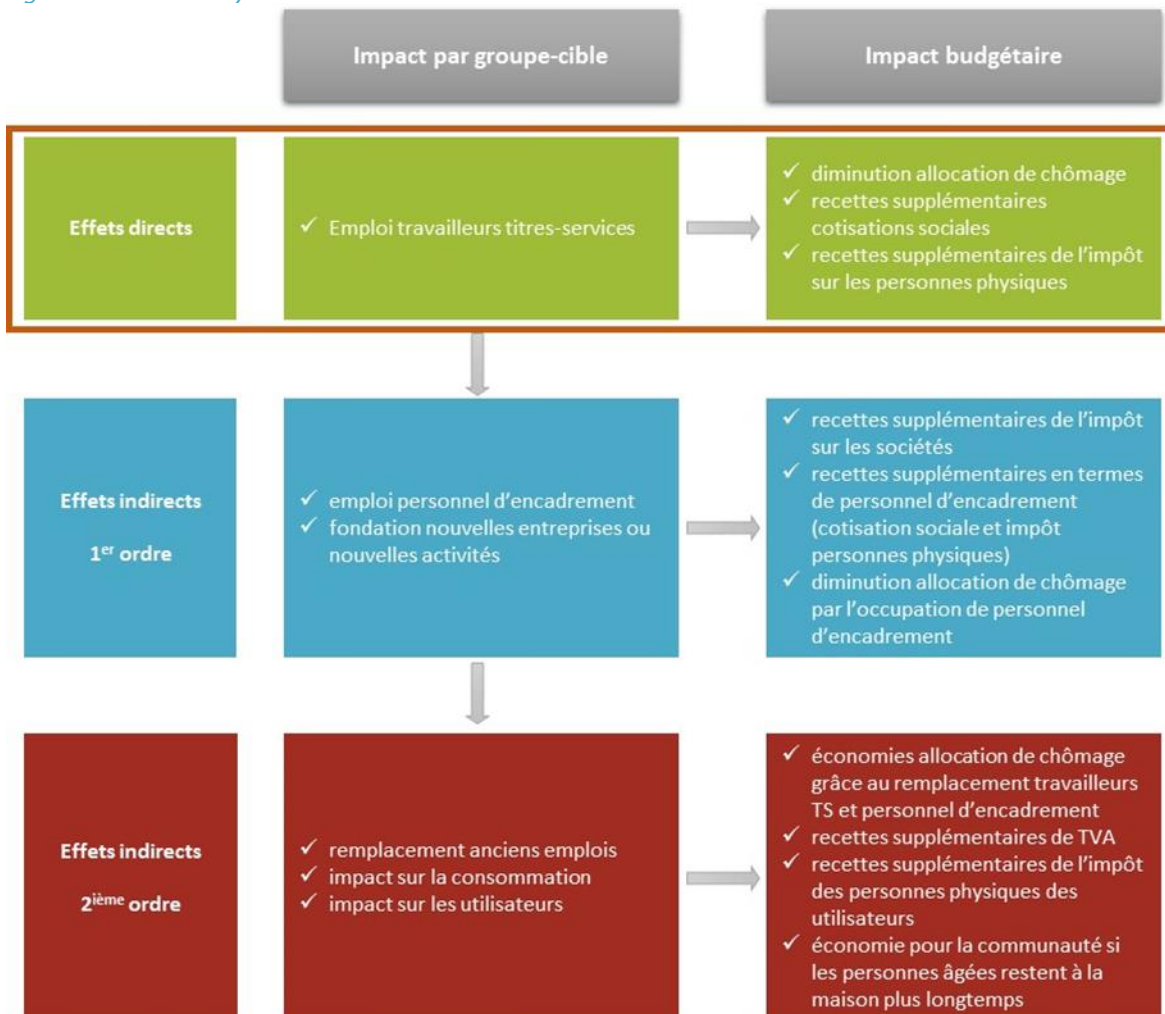 Impact par groupe-cible
Impact budgétaire
Effets directs
✓ Emploi travailleurs titres-services
✓ diminution allocation de chômage
✓ recettes supplémentaires
cotisations sociales
✓ recettes supplémentaires de l'impôt
sur les personnes physiques
Effets indirects
1er ordre
✓ emploi personnel d'encadrement
✓ fondation nouvelles entreprises ou
nouvelles activités
✓ recettes supplémentaires de l'impôt
sur les sociétés
✓ recettes supplémentaires en termes
de personnel d'encadrement
(cotisation sociale et impôt
personnes physiques)
✓ diminution allocation de chômage
par l'occupation de personnel
d'encadrement
Effets indirects
2ième ordre
✓ remplacement anciens emplois
✓ impact sur la consommation
✓ impact sur les utilisateurs
✓ économies allocation de chômage
grâce au remplacement travailleurs
TS et personnel d'encadrement
✓ recettes supplémentaires de TVA
✓ recettes supplémentaires de l'impôt
des personnes physiques des
utilisateurs
✓ économie pour la communauté si
les personnes âgées restent à la
maison plus longtemps